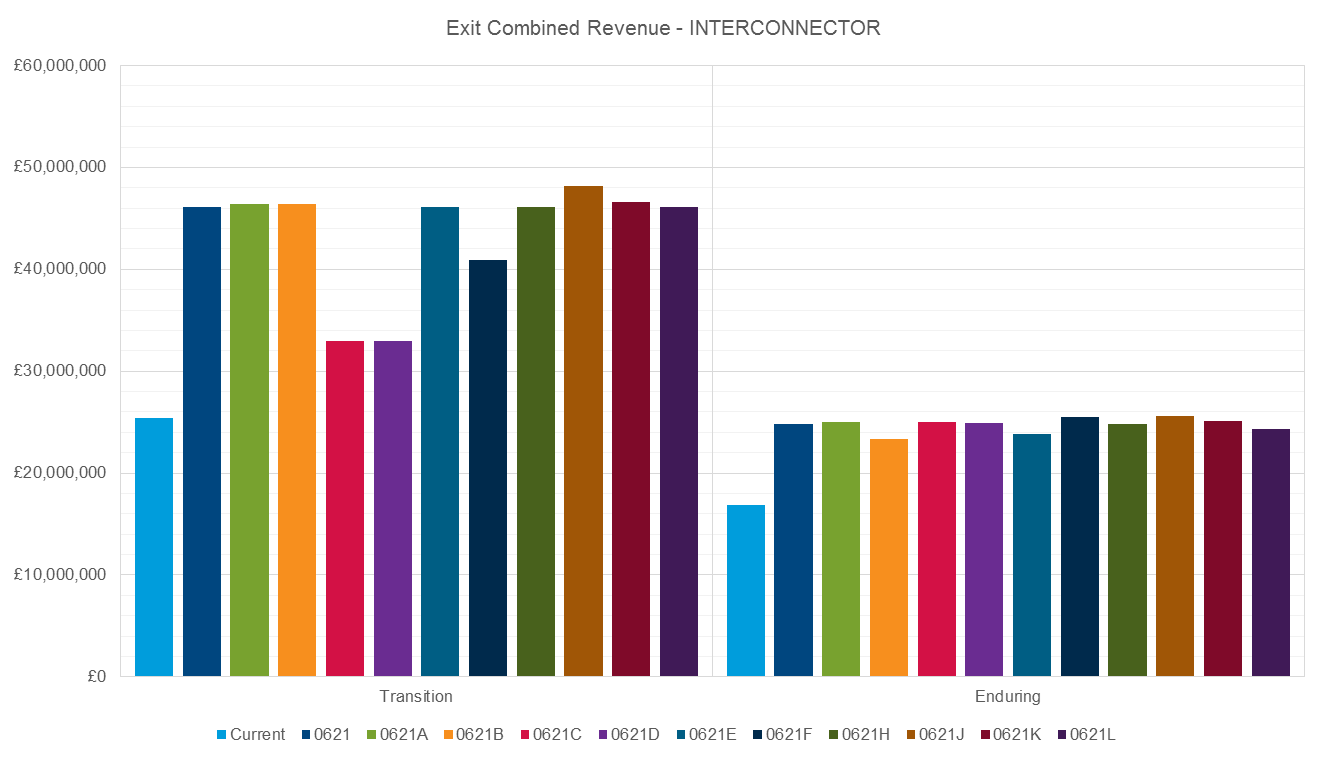 Exit Combined Revenue - INTERCONNECTOR
£60,000,000
£50,000,000
£40,000,000
£30,000,000
£20,000,000
£10,000,000
£0
Transition Enduring
Current 0621 0621A 0621B 0621C 0621D 0621E 0621F 0621H 0621J 0621K 0621L